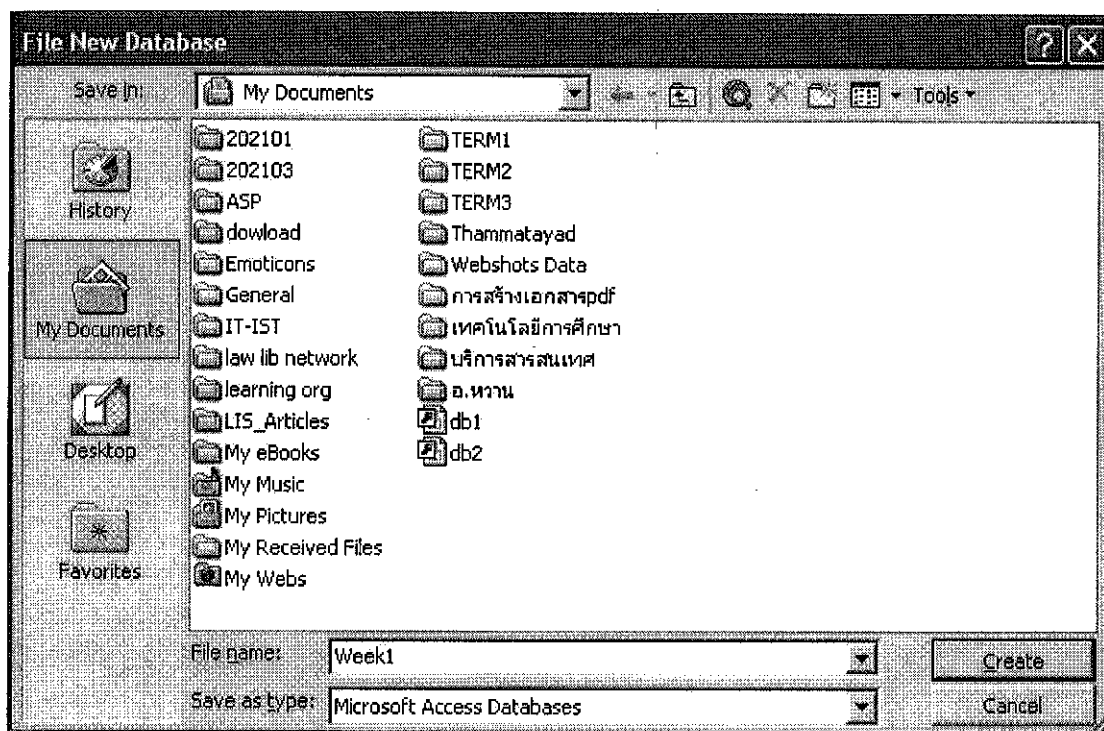 File New Database
Save in:
My Documents
Tools
History
My Documents
Desktop
Favorites
202101
202103
ASP
dowload
Emoticons
General
IT-IST
law lib network
learning org
LIS_Articles
My eBooks
My Music
My Pictures
My Received Files
My Webs
TERM1
TERM2
TERM3
Thammatayad
Webshots Data
การสร้างเอกสารpdf
เทคโนโลยีการศึกษา
บริการสารสนเทศ
อ.หวาน
db1
db2
File name:
Week1
Create
Save as type:
Microsoft Access Databases
Cancel